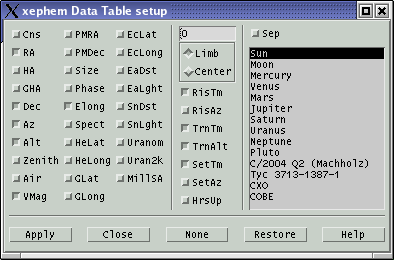 xephem Data Table setup
Cns PMRA EcLat O Sep
RA PMDec EcLong Limb Sun
HA Size EaDst Center Moon
GHA Phase EaLght RisTm Mercury
Dec Elong SnDst RisAz Venus
Az Spect SnLght TrnTm Mars
Alt HeLat Uranom TrnAlt Jupiter
Zenith HeLong Uran2k SetTm Saturn
Air GLat MillSA SetAz Uranus
VMag GLong HrsUp Neptune
Pluto
C/2004 Q2 (Machholz)
Tyc 3713-1387-1
CXO
COBE
Apply Close None Restore Help